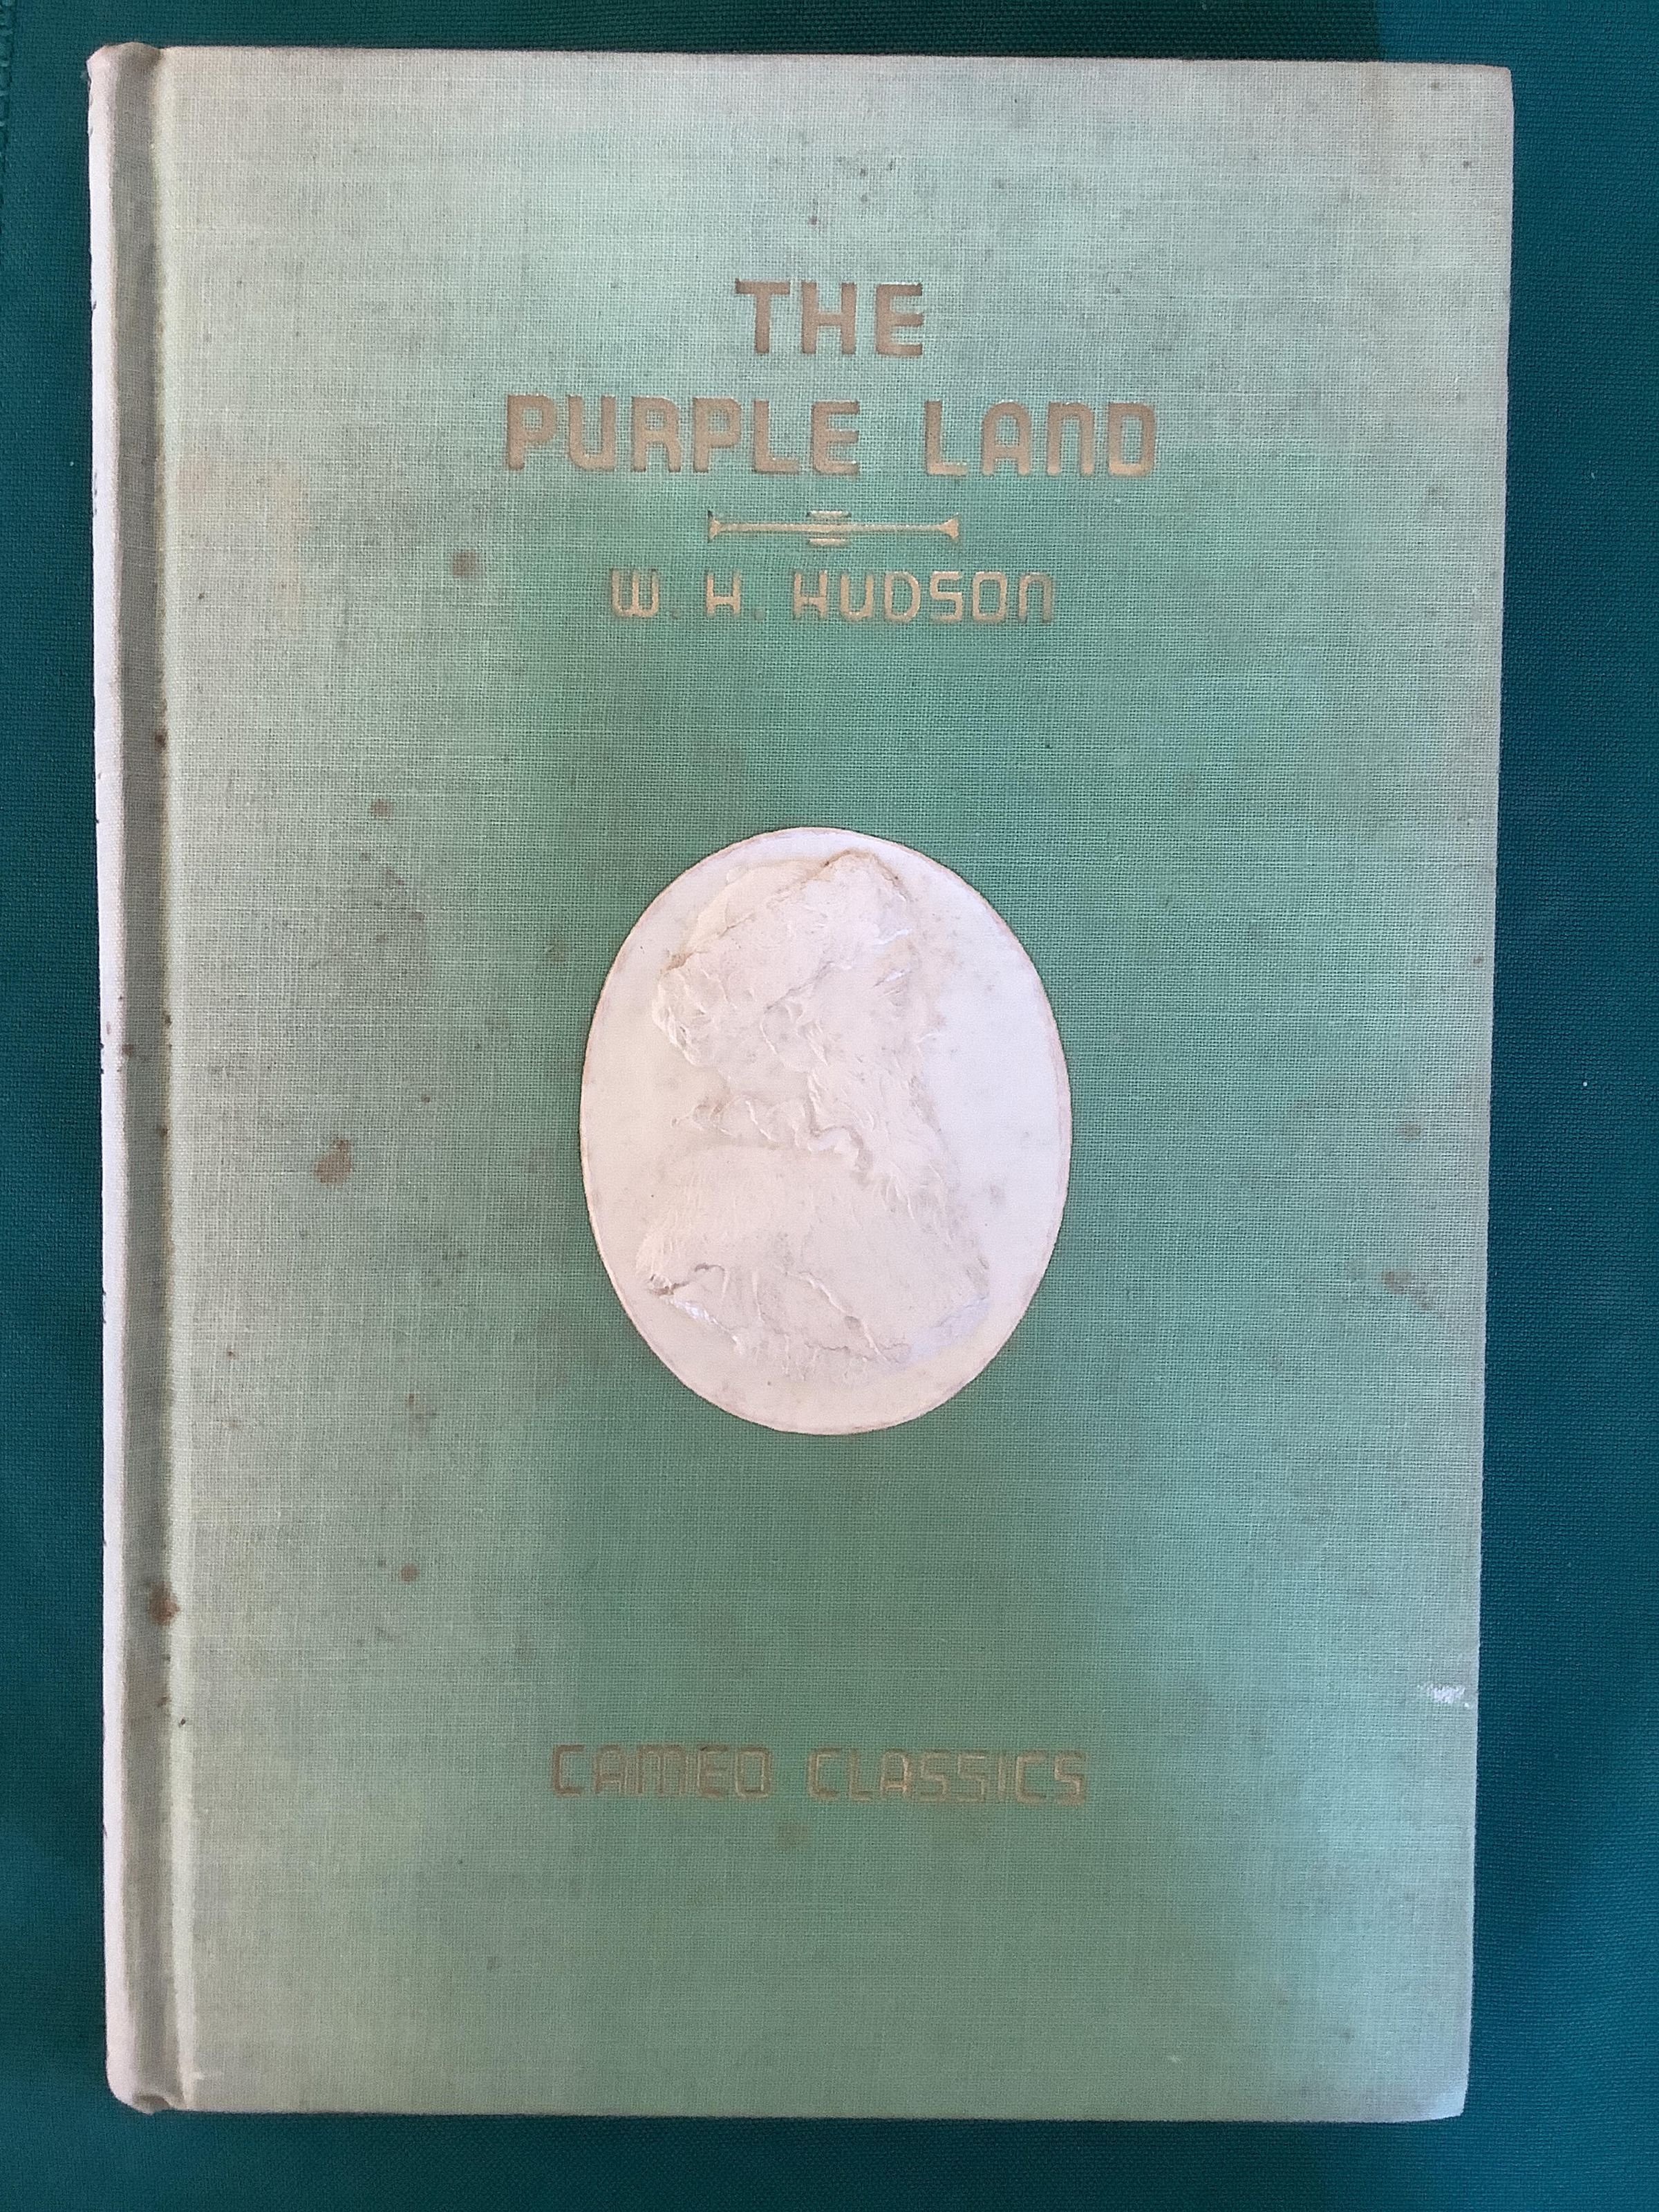 THE
PURPLE LAND
W. H. HUDSON
CAMEO CLASSICS